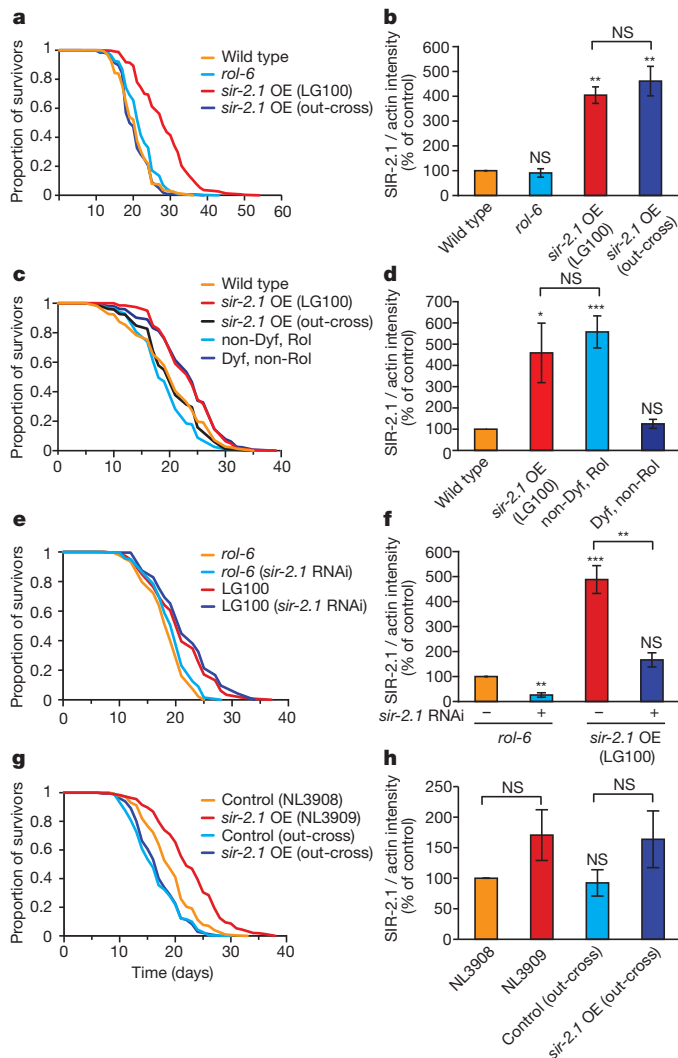 a
Proportion of survivors
1
0.8
0.6
0.4
0.2
0
0 10 20 30 40 50 60
Wild type
rol-6
sir-2.1 OE (LG100)
sir-2.1 OE (out-cross)
b
SIR-2.1 / actin intensity
(% of control)
600
500
400
300
200
100
0
NS
NS
**
**
Wild type
rol-6
sir-2.1 OE
(LG100)
sir-2.1 OE
(out-cross)
c
Proportion of survivors
1
0.8
0.6
0.4
0.2
0
0 10 20 30 40
Wild type
sir-2.1 OE (LG100)
sir-2.1 OE (out-cross)
non-Dyf, Rol
Dyf, non-Rol
d
SIR-2.1 / actin intensity
(% of control)
600
500
400
300
200
100
0
NS
*
***
NS
Wild type
sir-2.1 OE
(LG100)
non-Dyf, Rol
Dyf, non-Rol
e
Proportion of survivors
1
0.8
0.6
0.4
0.2
0
0 10 20 30 40
rol-6
rol-6 (sir-2.1 RNAi)
LG100
LG100 (sir-2.1 RNAi)
f
SIR-2.1 / actin intensity
(% of control)
600
500
400
300
200
100
0
**
**
***
NS
sir-2.1 RNAi − + − +
rol-6
sir-2.1 OE
(LG100)
g
Proportion of survivors
1
0.8
0.6
0.4
0.2
0
0 10 20 30 40
Time (days)
Control (NL3908)
sir-2.1 OE (NL3909)
Control (out-cross)
sir-2.1 OE (out-cross)
h
SIR-2.1 / actin intensity
(% of control)
250
200
150
100
50
0
NS
NS
NS
NL3908
NL3909
Control (out-cross)
sir-2.1 OE (out-cross)